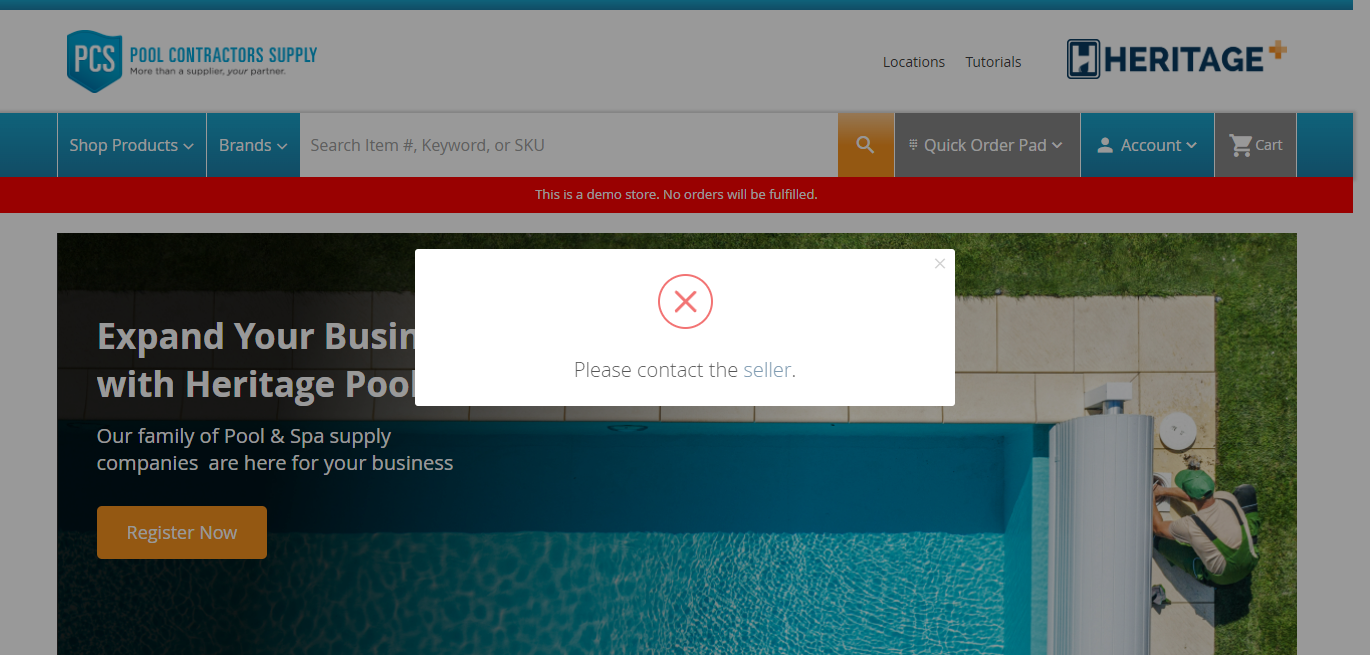 PCS POOL CONTRACTORS SUPPLY
More than a supplier, your partner.
Locations Tutorials
HERITAGE+
Shop Products Brands Search Item #, Keyword, or SKU Quick Order Pad Account Cart
This is a demo store. No orders will be fulfilled.
Please contact the seller.
Expand Your Busin
with Heritage Pool
Our family of Pool & Spa supply
companies are here for your business
Register Now